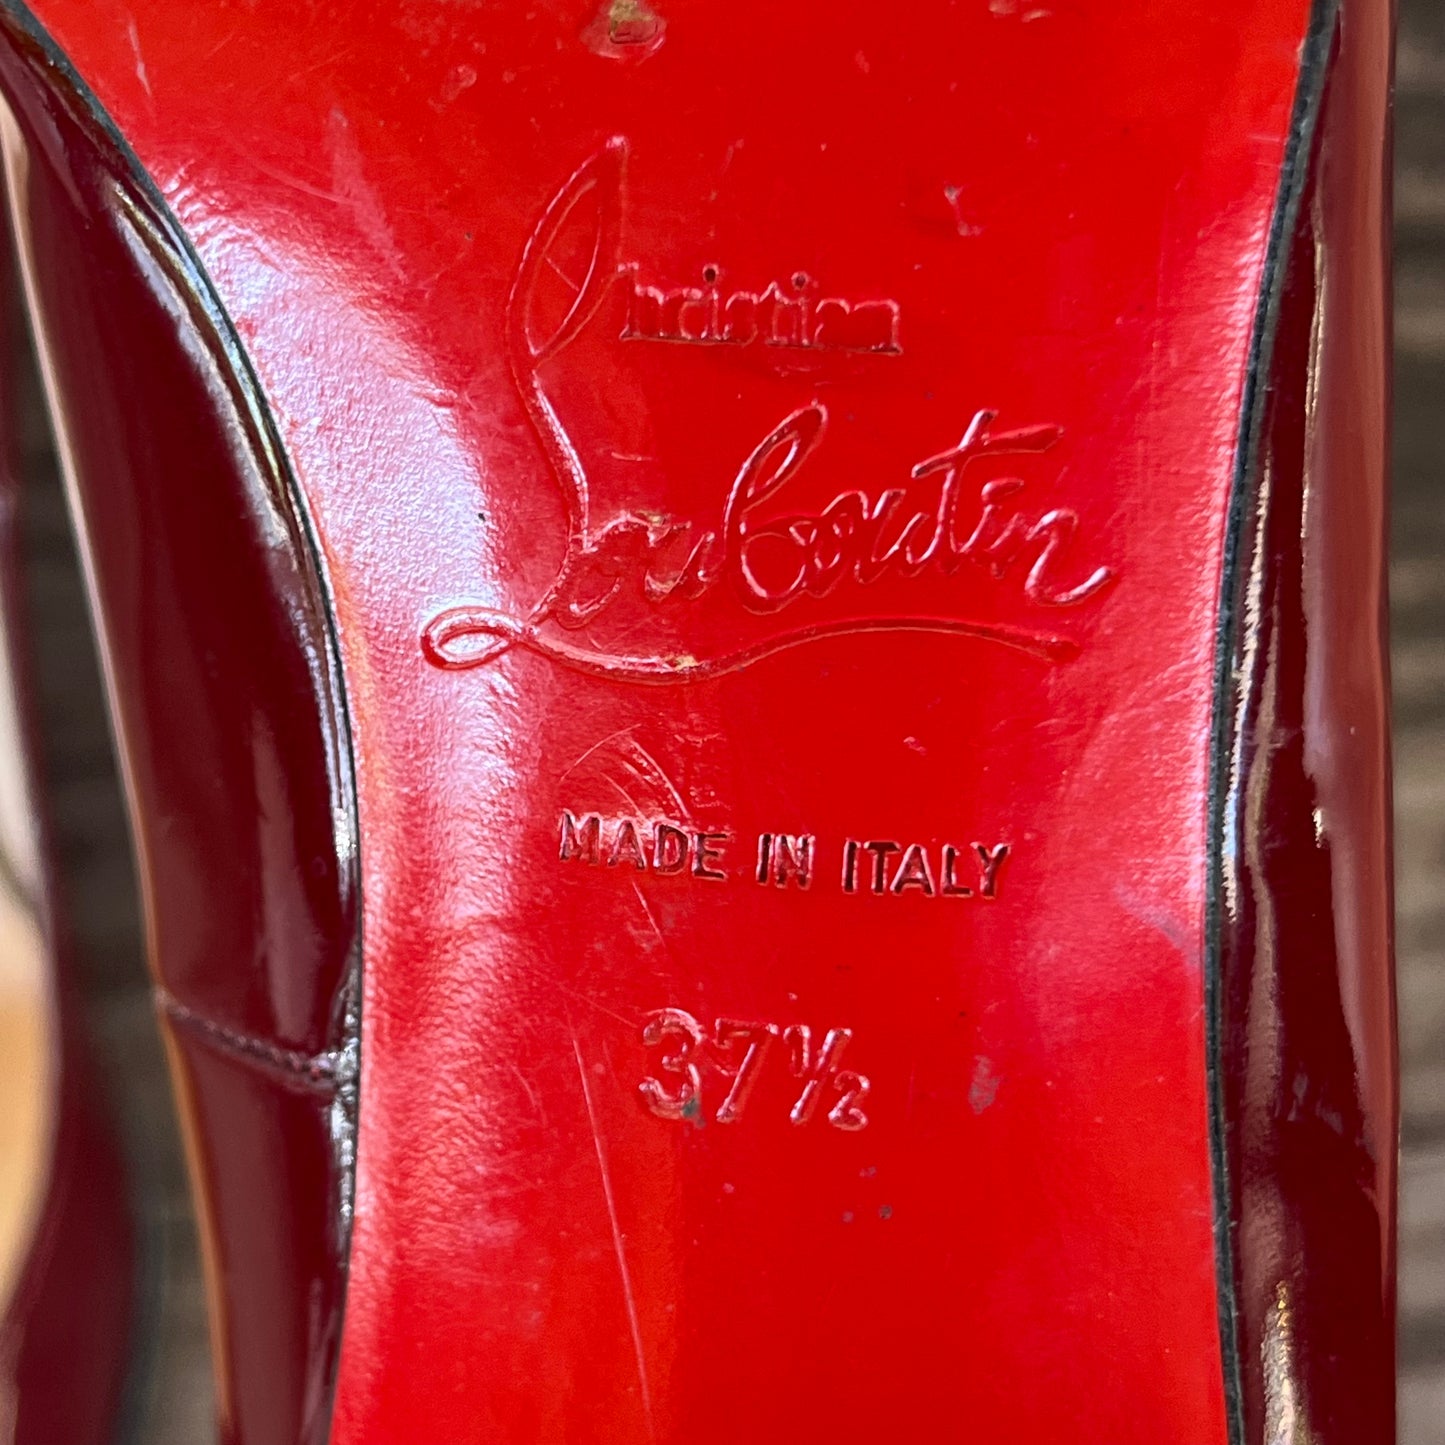 Christian
Louboutin
MADE IN ITALY
37½